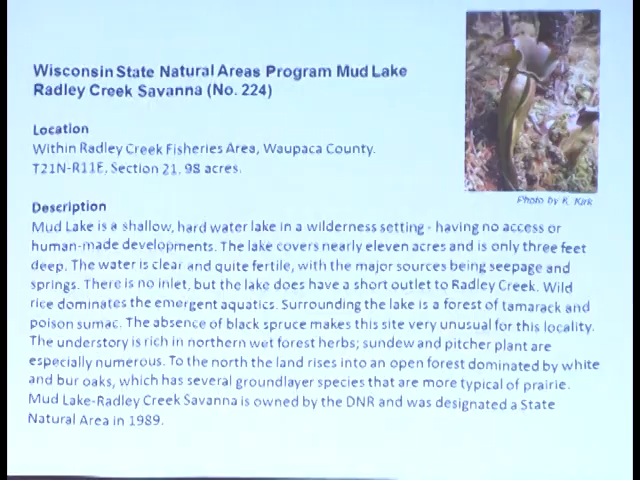 Wisconsin State Natural Areas Program Mud Lake
Radley Creek Savanna (No. 224)
Location
Within Radley Creek Fisheries Area, Waupaca County.
T21N-R11E, Section 21. 98 acres.
Photo by K. Kirk
Description
Mud Lake is a shallow, hard water lake in a wilderness setting - having no access or
human-made developments. The lake covers nearly eleven acres and is only three feet
deep. The water is clear and quite fertile, with the major sources being seepage and
springs. There is no inlet, but the lake does have a short outlet to Radley Creek. Wild
rice dominates the emergent aquatics. Surrounding the lake is a forest of tamarack and
poison sumac. The absence of black spruce makes this site very unusual for this locality.
The understory is rich in northern wet forest herbs; sundew and pitcher plant are
especially numerous. To the north the land rises into an open forest dominated by white
and bur oaks, which has several groundlayer species that are more typical of prairie.
Mud Lake-Radley Creek Savanna is owned by the DNR and was designated a State
Natural Area in 1989.